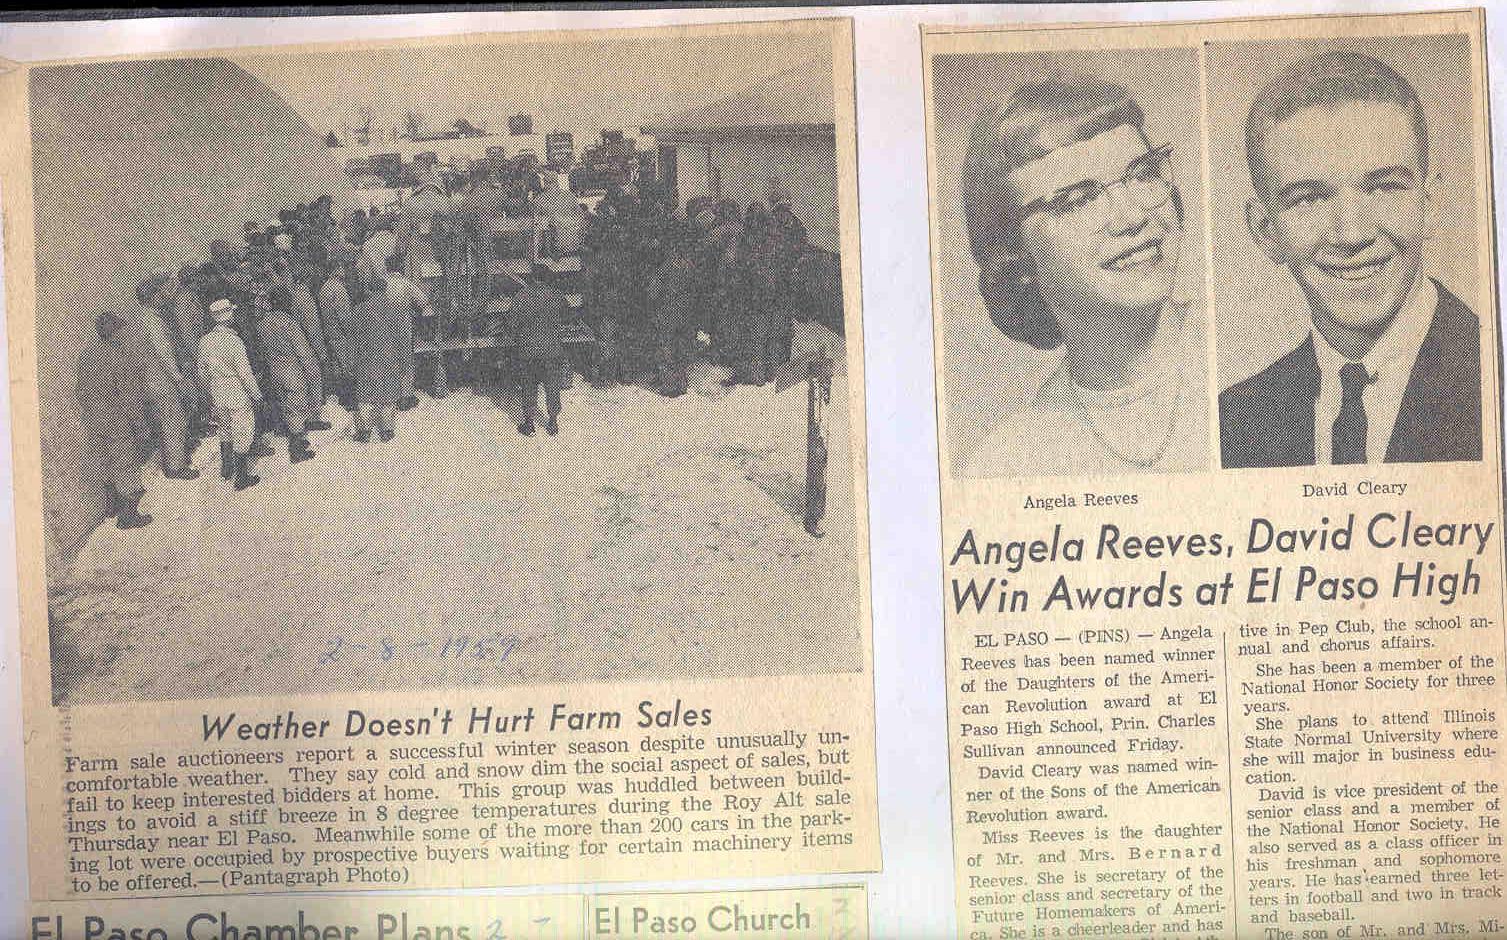 2-8-1959
Weather Doesn't Hurt Farm Sales
Farm sale auctioneers report a successful winter season despite unusually un-
comfortable weather. They say cold and snow dim the social aspect of sales, but
fail to keep interested bidders at home. This group was huddled between build-
ings to avoid a stiff breeze in 8 degree temperatures during the Roy Alt sale
Thursday near El Paso. Meanwhile some of the more than 200 cars in the park-
ing lot were occupied by prospective buyers waiting for certain machinery items
to be offered.—(Pantagraph Photo)
El Paso Chamber Plans
2 -
El Paso Church
Angela Reeves
David Cleary
Angela Reeves, David Cleary
Win Awards at El Paso High
EL PASO — (PINS) — Angela
Reeves has been named winner
of the Daughters of the Ameri-
can Revolution award at El
Paso High School, Prin. Charles
Sullivan announced Friday.
David Cleary was named win-
ner of the Sons of the American
Revolution award.
Miss Reeves is the daughter
of Mr. and Mrs. Bernard
Reeves. She is secretary of the
senior class and secretary of the
Future Homemakers of Ameri-
ca. She is a cheerleader and has
tive in Pep Club, the school an-
nual and chorus affairs.
She has been a member of the
National Honor Society for three
years.
She plans to attend Illinois
State Normal University where
she will major in business edu-
cation.
David is vice president of the
senior class and a member of
the National Honor Society. He
also served as a class officer in
his freshman and sophomore
years. He has earned three let-
ters in football and two in track
and baseball.
The son of Mr. and Mrs. Mi-